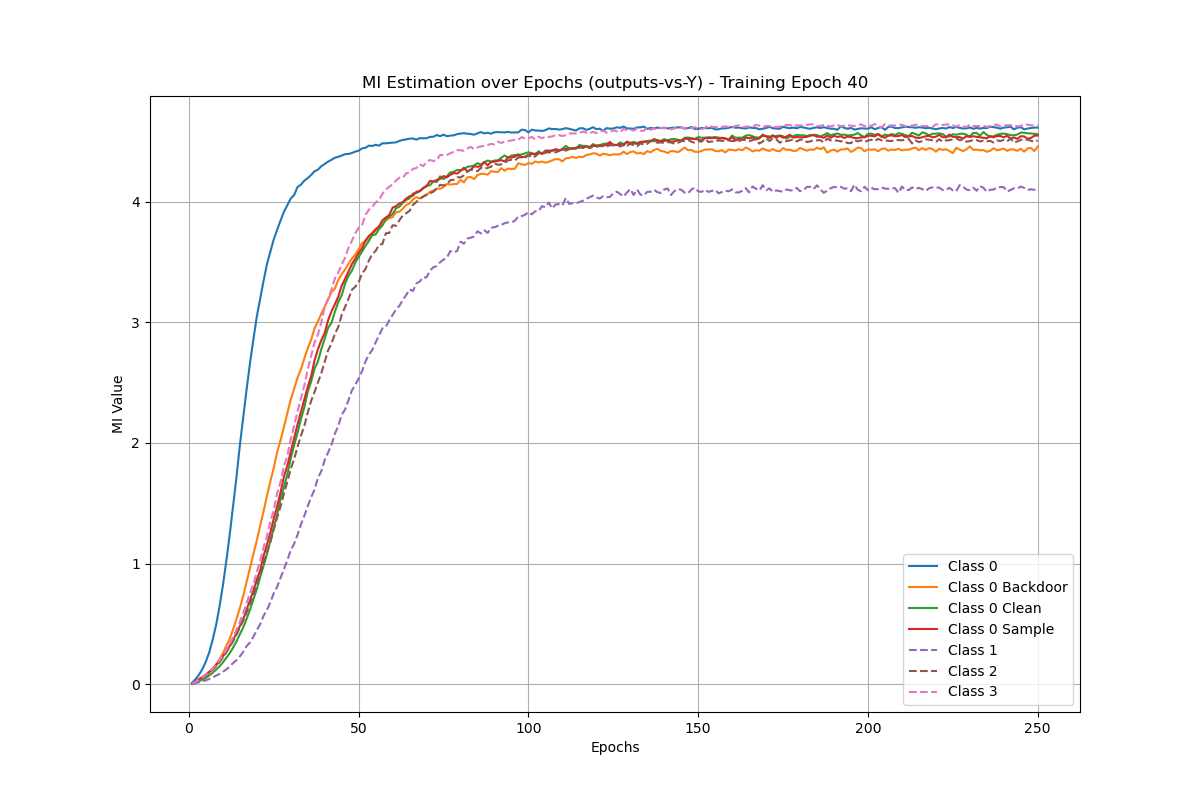 MI Estimation over Epochs (outputs-vs-Y) - Training Epoch 40
MI Value
4
3
2
1
0
0 50 100 150 200 250
Epochs
Class 0
Class 0 Backdoor
Class 0 Clean
Class 0 Sample
Class 1
Class 2
Class 3